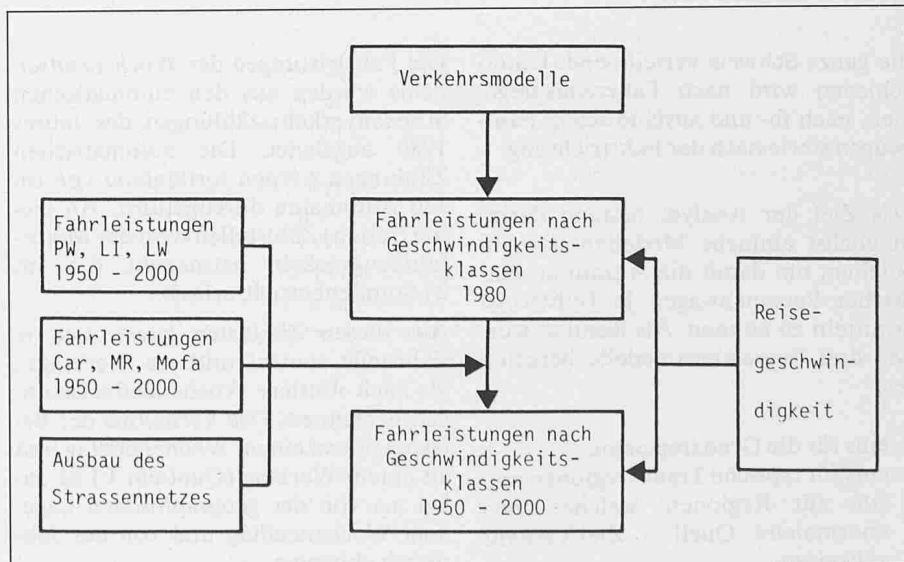 Verkehrsmodelle
Fahrleistungen
PW, LI, LW
1950 - 2000
Fahrleistungen nach
Geschwindigkeits-
klassen
1980
Reise-
geschwin-
digkeit
Fahrleistungen
Car, MR, Mofa
1950 - 2000
Ausbau des
Strassennetzes
Fahrleistungen nach
Geschwindigkeits-
klassen
1950 - 2000